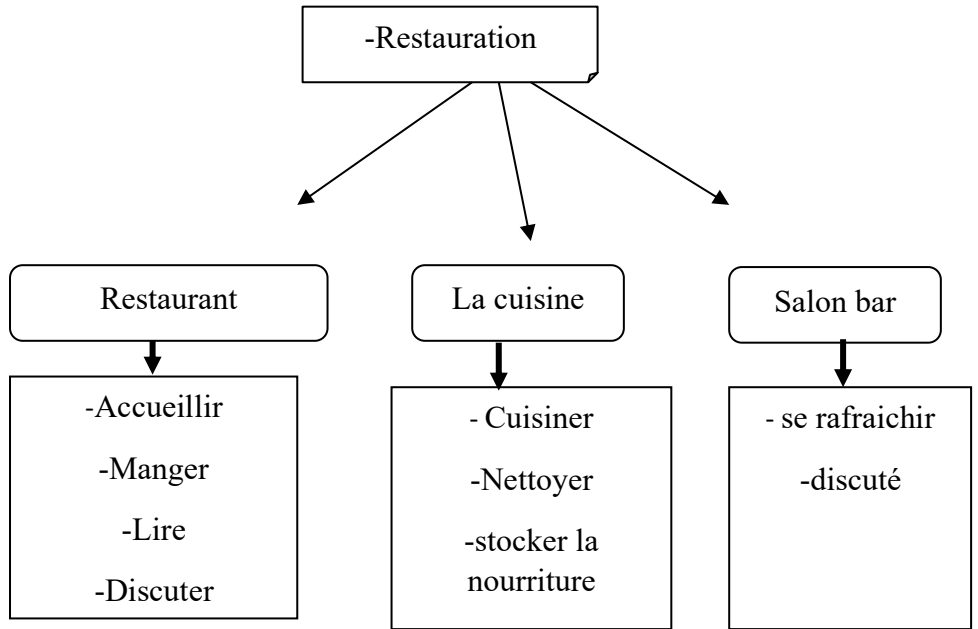 -Restauration
Restaurant
La cuisine
Salon bar
-Accueillir
-Manger
-Lire
-Discuter
- Cuisiner
-Nettoyer
-stocker la
nourriture
- se rafraichir
-discuté